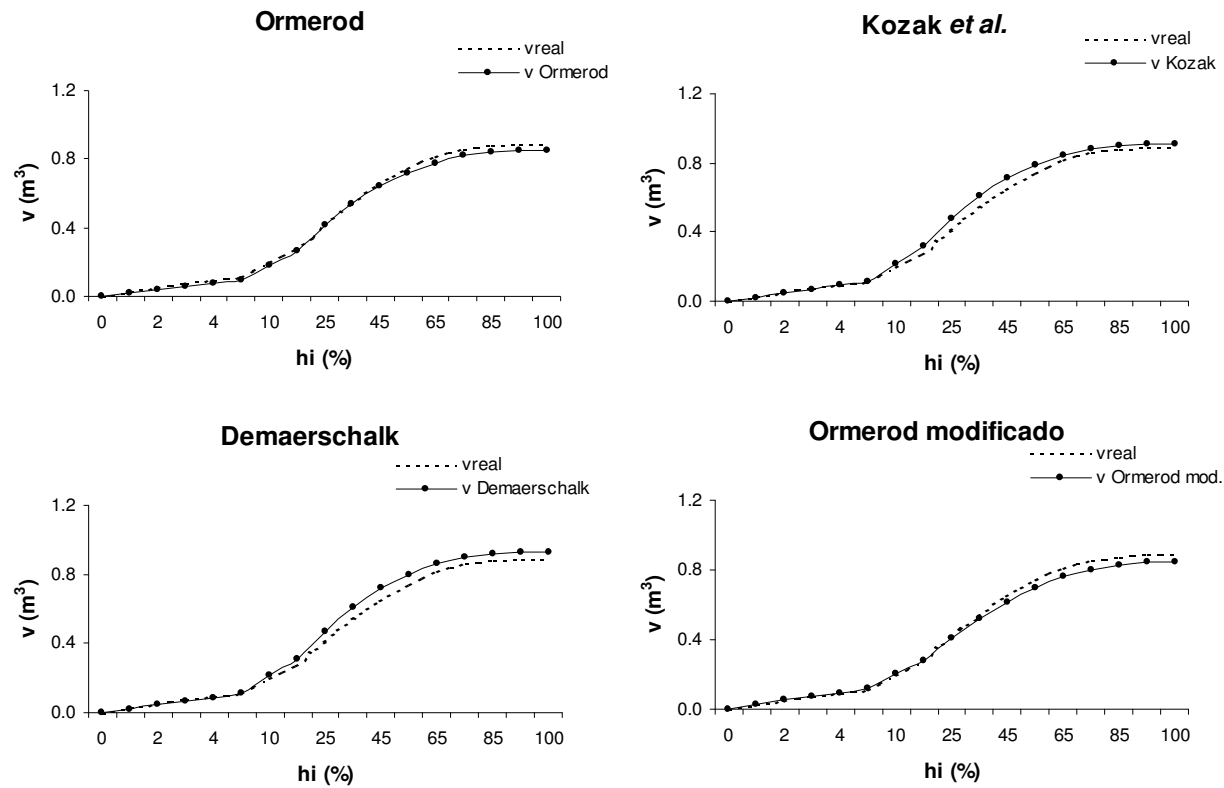 Ormerod
vreal
v Ormerod
1.2
0.8
0.4
0.0
v (m³)
0 2 4 10 25 45 65 85 100
hi (%)
Kozak et al.
vreal
v Kozak
1.2
0.8
0.4
0.0
v (m³)
0 2 4 10 25 45 65 85 100
hi (%)
Demaerschalk
vreal
v Demaerschalk
1.2
0.8
0.4
0.0
v (m³)
0 2 4 10 25 45 65 85 100
hi (%)
Ormerod modificado
vreal
v Ormerod mod.
1.2
0.8
0.4
0.0
v (m³)
0 2 4 10 25 45 65 85 100
hi (%)